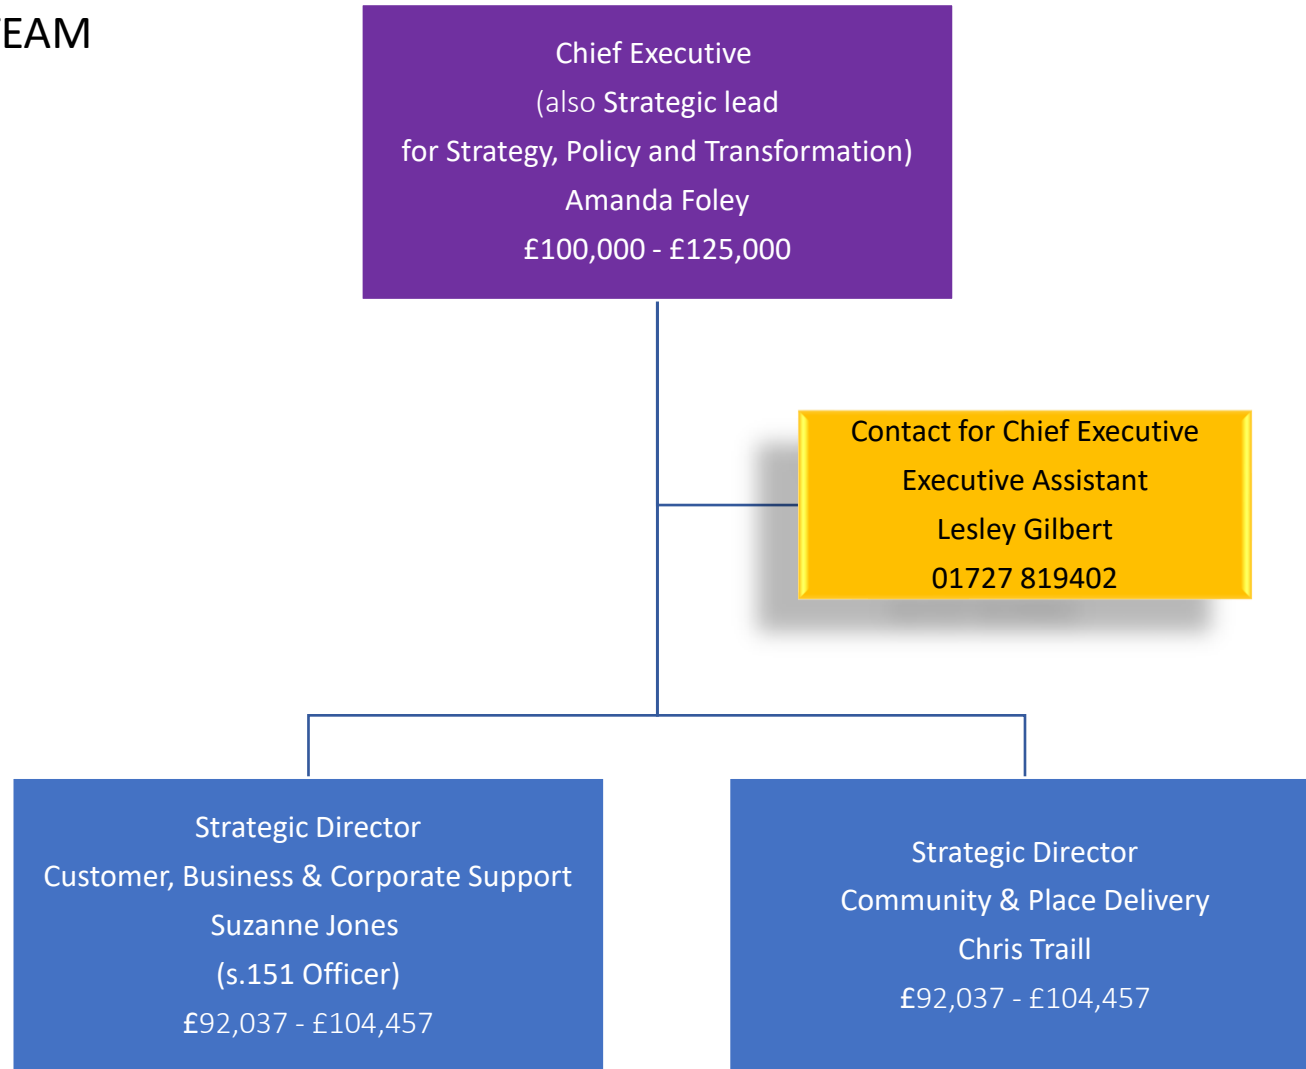 TEAM
Chief Executive
(also Strategic lead
for Strategy, Policy and Transformation)
Amanda Foley
£100,000 - £125,000
Contact for Chief Executive
Executive Assistant
Lesley Gilbert
01727 819402
Strategic Director
Customer, Business & Corporate Support
Suzanne Jones
(s.151 Officer)
£92,037 - £104,457
Strategic Director
Community & Place Delivery
Chris Traill
£92,037 - £104,457